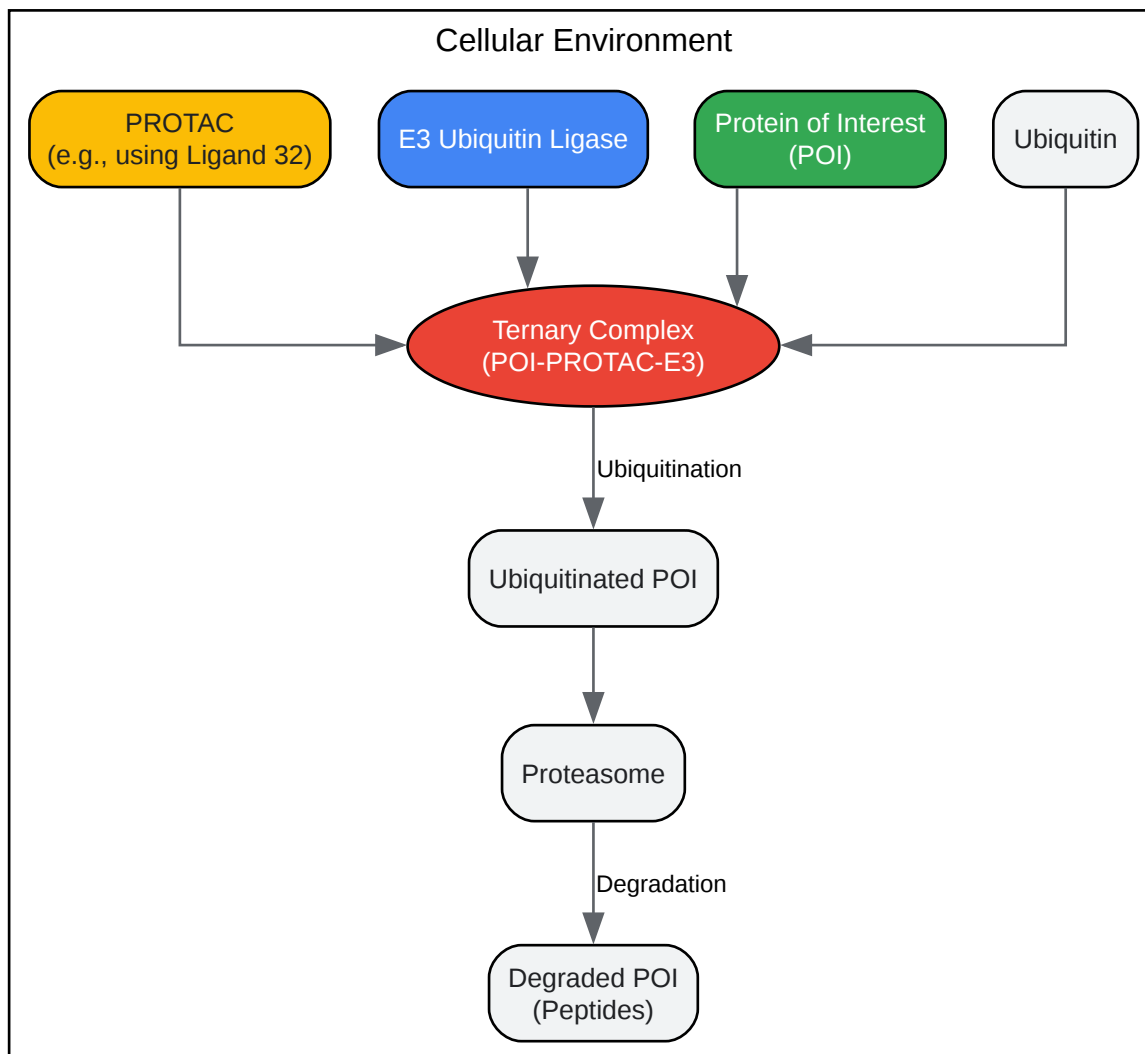 Cellular Environment
PROTAC
(e.g., using Ligand 32)
E3 Ubiquitin Ligase
Protein of Interest
(POI)
Ubiquitin
Ternary Complex
(POI-PROTAC-E3)
Ubiquitination
Ubiquitinated POI
Proteasome
Degradation
Degraded POI
(Peptides)